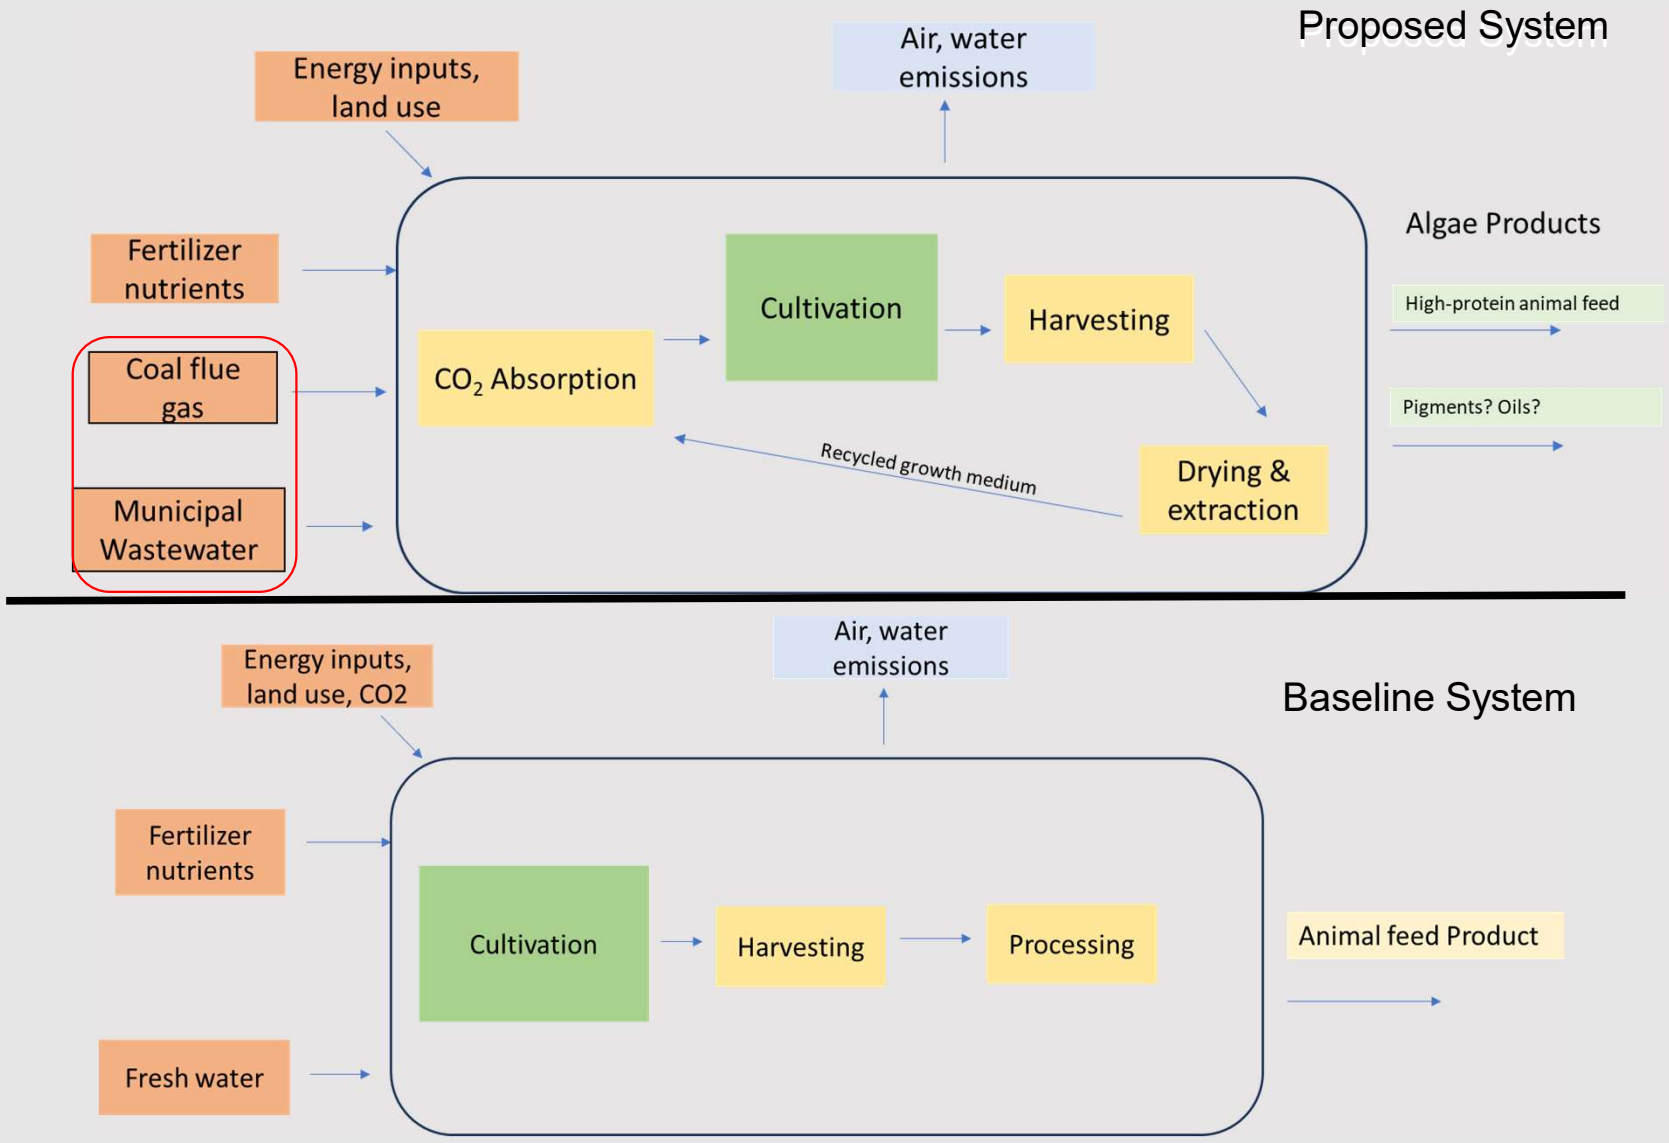 Proposed System
Air, water
emissions
Energy inputs,
land use
Fertilizer
nutrients
Coal flue
gas
Municipal
Wastewater
CO₂ Absorption
Cultivation
Harvesting
Drying &
extraction
Recycled growth medium
Algae Products
High-protein animal feed
Pigments? Oils?
Baseline System
Air, water
emissions
Energy inputs,
land use, CO2
Fertilizer
nutrients
Fresh water
Cultivation
Harvesting
Processing
Animal feed Product